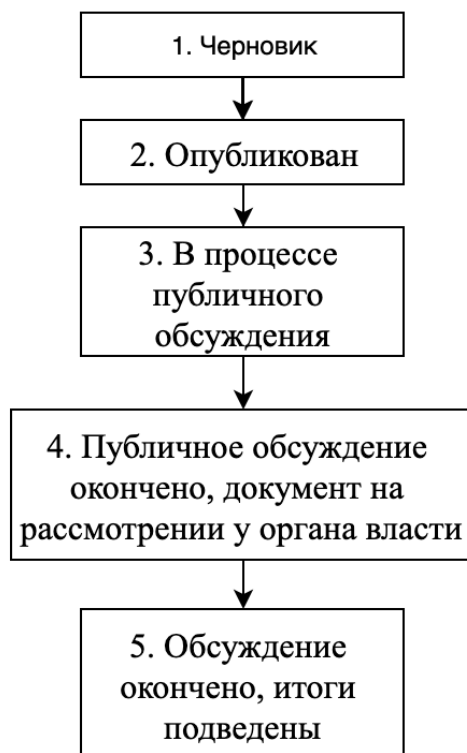 1. Черновик
2. Опубликован
3. В процессе
публичного
обсуждения
4. Публичное обсуждение
окончено, документ на
рассмотрении у органа власти
5. Обсуждение
окончено, итоги
подведены